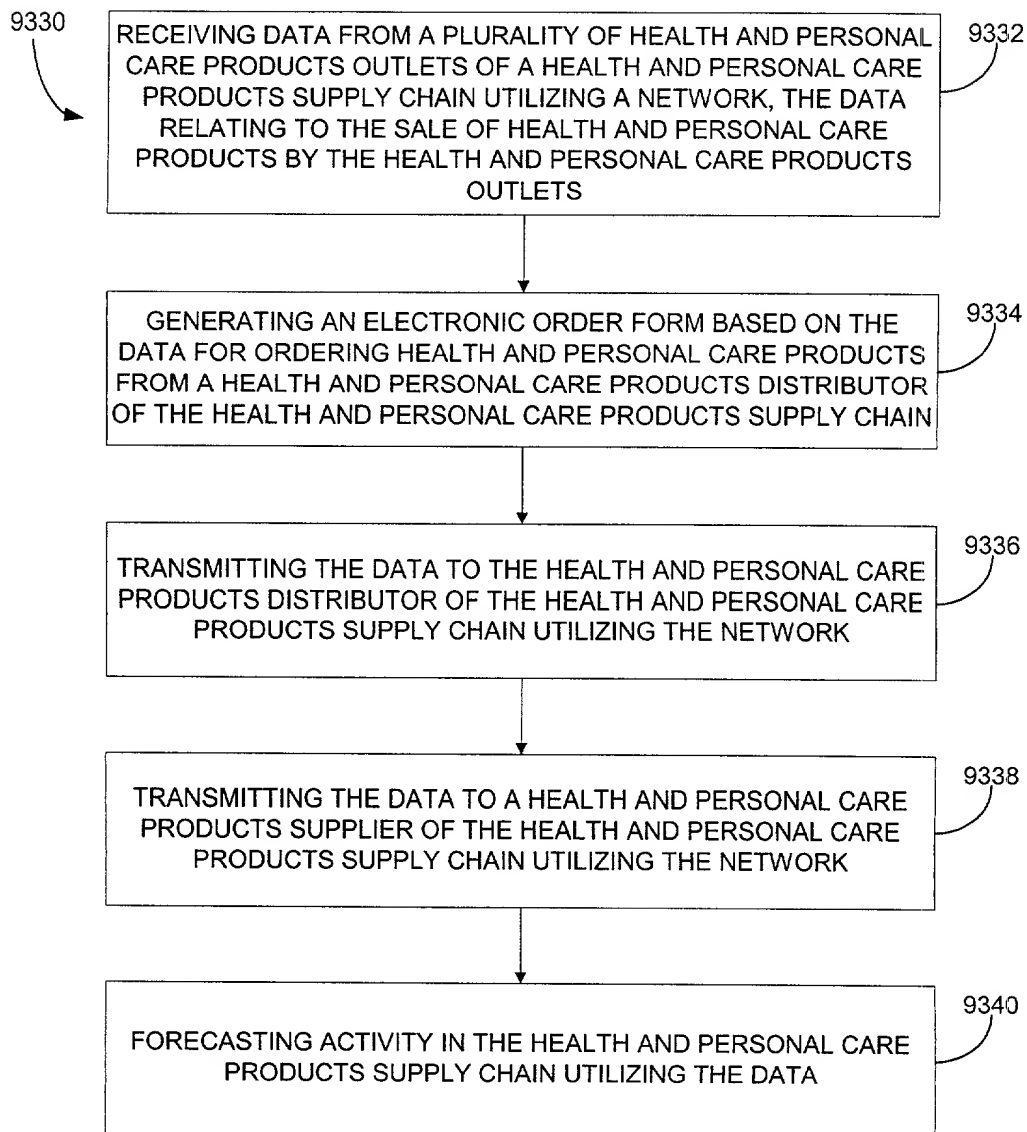 9330
RECEIVING DATA FROM A PLURALITY OF HEALTH AND PERSONAL
CARE PRODUCTS OUTLETS OF A HEALTH AND PERSONAL CARE
PRODUCTS SUPPLY CHAIN UTILIZING A NETWORK, THE DATA
RELATING TO THE SALE OF HEALTH AND PERSONAL CARE
PRODUCTS BY THE HEALTH AND PERSONAL CARE PRODUCTS
OUTLETS
9332
GENERATING AN ELECTRONIC ORDER FORM BASED ON THE
DATA FOR ORDERING HEALTH AND PERSONAL CARE PRODUCTS
FROM A HEALTH AND PERSONAL CARE PRODUCTS DISTRIBUTOR
OF THE HEALTH AND PERSONAL CARE PRODUCTS SUPPLY CHAIN
9334
TRANSMITTING THE DATA TO THE HEALTH AND PERSONAL CARE
PRODUCTS DISTRIBUTOR OF THE HEALTH AND PERSONAL CARE
PRODUCTS SUPPLY CHAIN UTILIZING THE NETWORK
9336
TRANSMITTING THE DATA TO A HEALTH AND PERSONAL CARE
PRODUCTS SUPPLIER OF THE HEALTH AND PERSONAL CARE
PRODUCTS SUPPLY CHAIN UTILIZING THE NETWORK
9338
FORECASTING ACTIVITY IN THE HEALTH AND PERSONAL CARE
PRODUCTS SUPPLY CHAIN UTILIZING THE DATA
9340